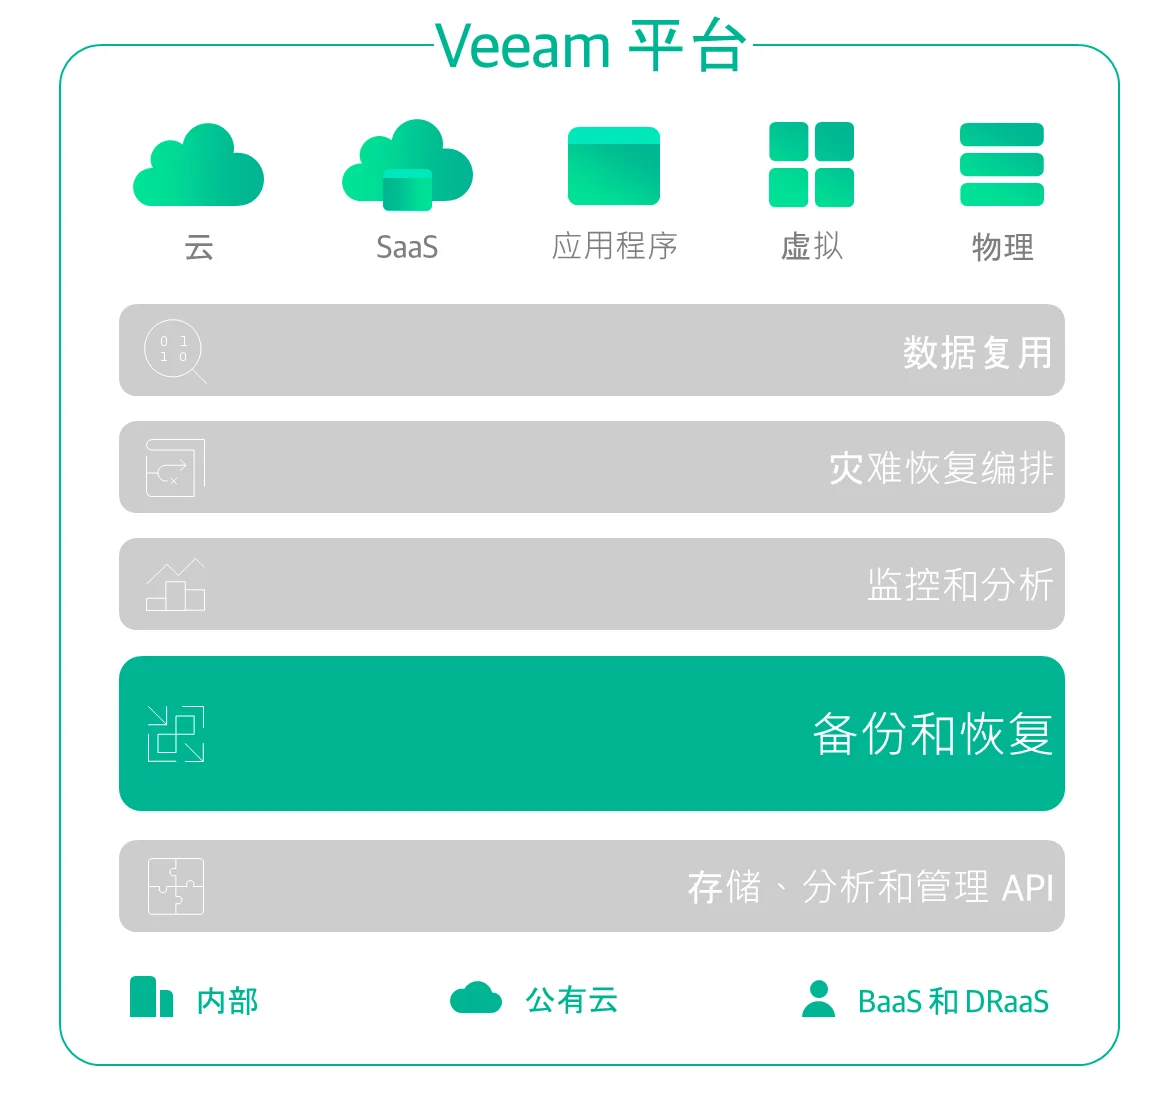 Veeam 平台
云
SaaS
应用程序
虚拟
物理
0 1
1 0
数据复用
灾难恢复编排
监控和分析
备份和恢复
存储、分析和管理 API
内部
公有云
BaaS 和 DRaaS